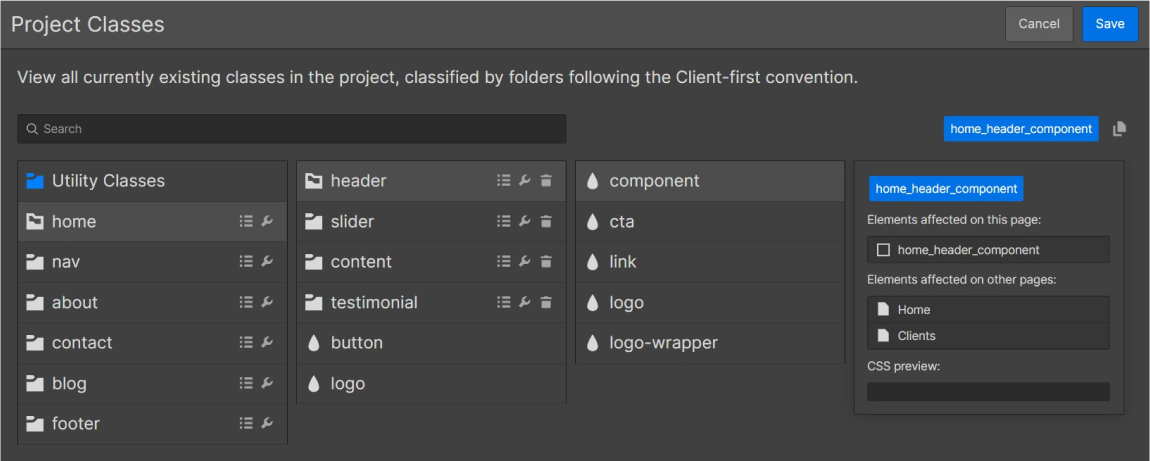 Project Classes
Cancel
Save
View all currently existing classes in the project, classified by folders following the Client-first convention.
Search
home_header_component
Utility Classes
home
nav
about
contact
blog
footer
header
slider
content
testimonial
button
logo
component
cta
link
logo
logo-wrapper
home_header_component
Elements affected on this page:
home_header_component
Elements affected on other pages:
Home
Clients
CSS preview: